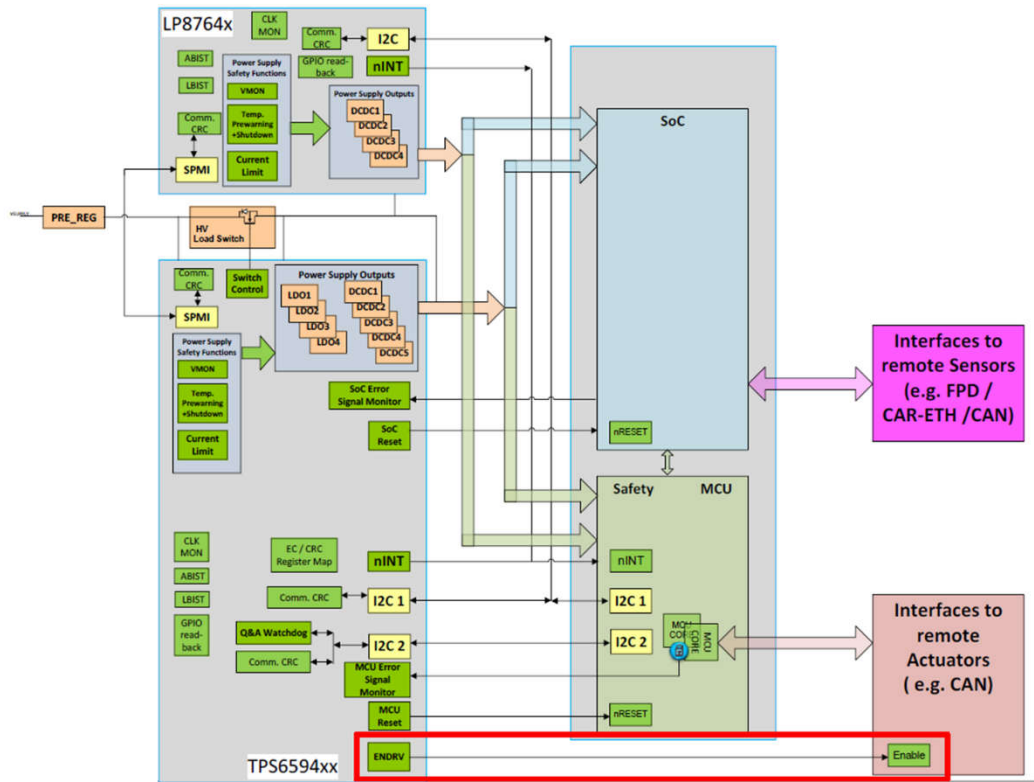 LP8764x
CLK
MON
Comm.
CRC
I2C
ABIST
GPIO read-
back
nINT
LBIST
Power Supply
Safety Functions
VMON
Temp.
Prewarning
+Shutdown
Current
Limit
Comm.
CRC
SPMI
Power Supply Outputs
DCDC1
DCDC2
DCDC3
DCDC4
PRE_REG
HV
Load Switch
Comm.
CRC
SPMI
Switch
Control
Power Supply Outputs
LDO1
LDO2
LDO3
LDO4
DCDC1
DCDC2
DCDC3
DCDC4
DCDC5
Power Supply
Safety Functions
VMON
Temp.
Prewarning
+Shutdown
Current
Limit
SoC Error
Signal Monitor
SoC
Reset
CLK
MON
ABIST
LBIST
GPIO
read-
back
EC / CRC
Register Map
nINT
Comm. CRC
I2C 1
Q&A Watchdog
Comm. CRC
I2C 2
MCU Error
Signal
Monitor
MCU
Reset
ENDRV
TPS6594xx
SoC
nRESET
Safety MCU
nINT
I2C 1
I2C 2
MCU
CORE
MCU
CORE
nRESET
Interfaces to
remote Sensors
(e.g. FPD /
CAR-ETH /CAN)
Interfaces to
remote
Actuators
( e.g. CAN)
Enable